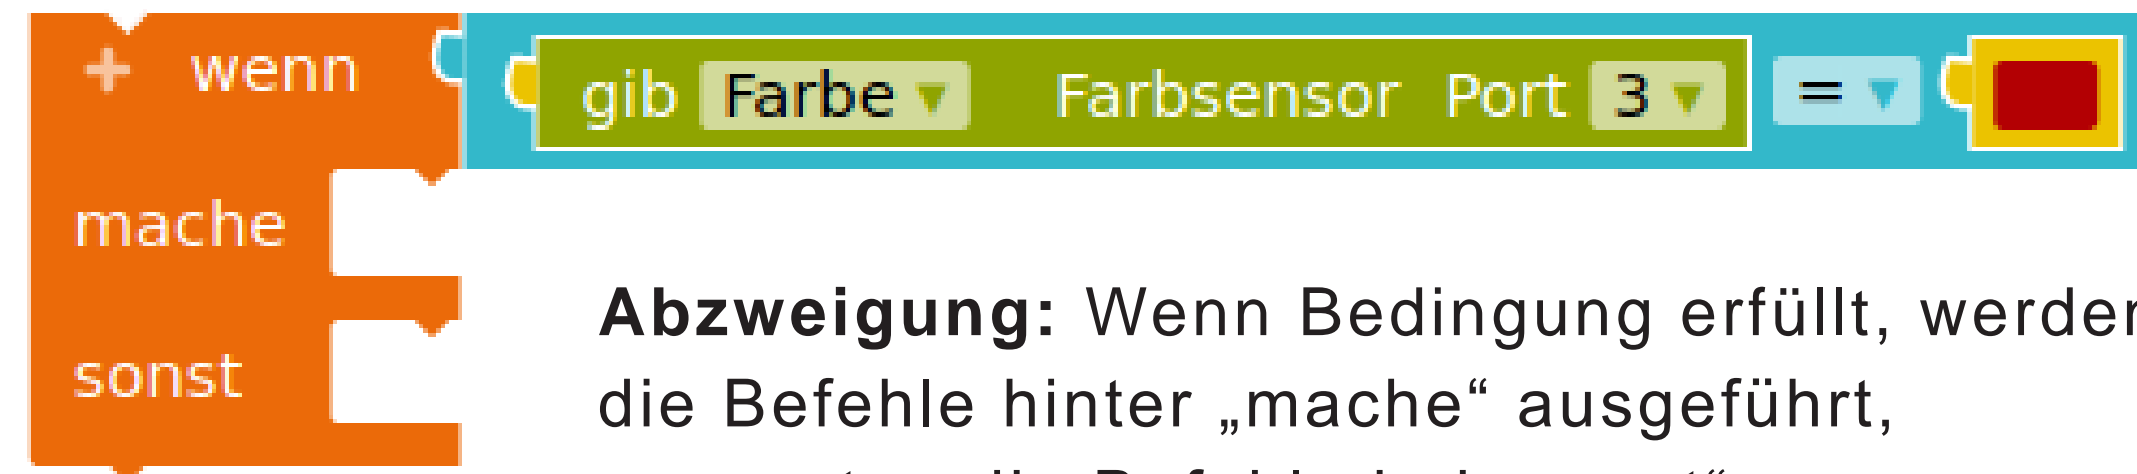 + wenn gib Farbe ▾ Farbsensor Port 3 ▾ = ▾
mache
sonst
Abzweigung: Wenn Bedingung erfüllt, werden
die Befehle hinter „mache“ ausgeführt,